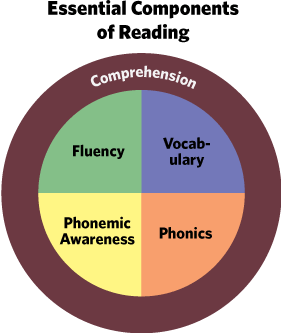 Essential Components
of Reading
Comprehension
Fluency
Vocab-
ulary
Phonemic
Awareness
Phonics